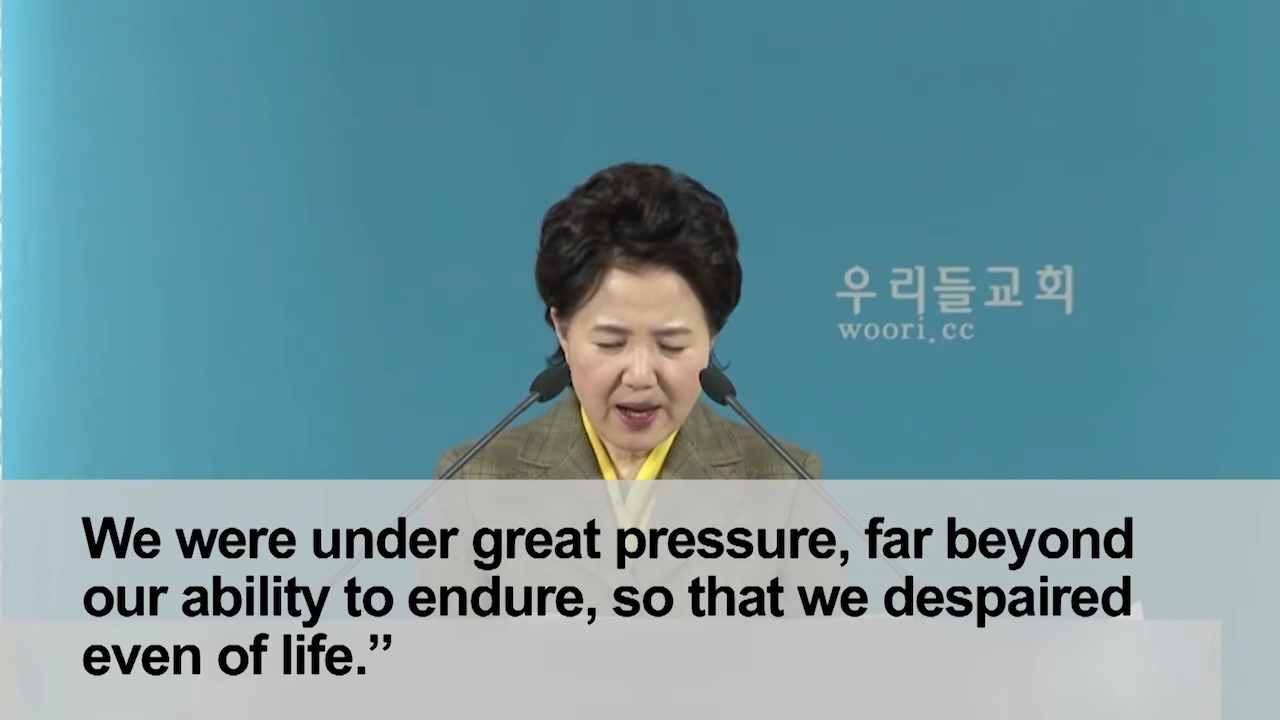 우리들교회
woori.cc
We were under great pressure, far beyond
our ability to endure, so that we despaired
even of life.”